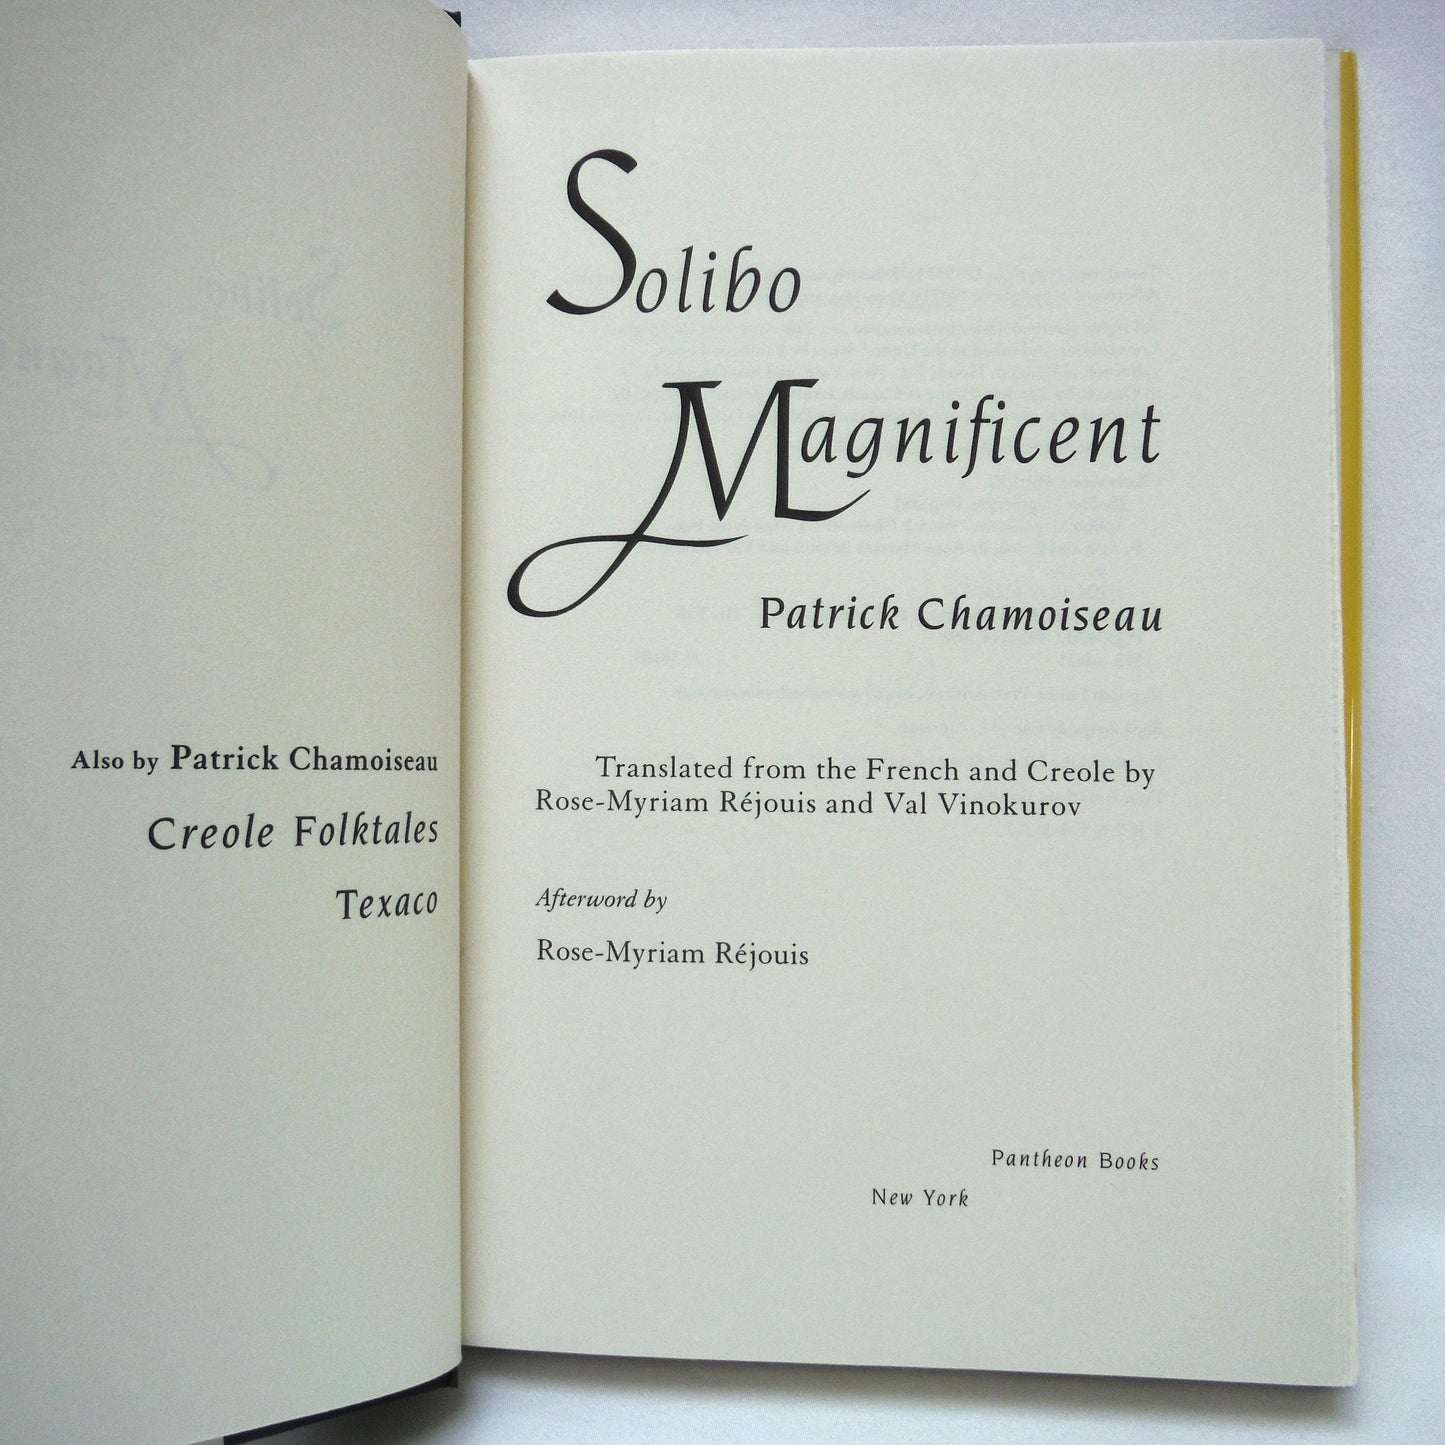 Also by Patrick Chamoiseau
Creole Folktales
Texaco
Solibo
Magnificent
Patrick Chamoiseau
Translated from the French and Creole by
Rose-Myriam Réjouis and Val Vinokurov
Afterword by
Rose-Myriam Réjouis
Pantheon Books
New York